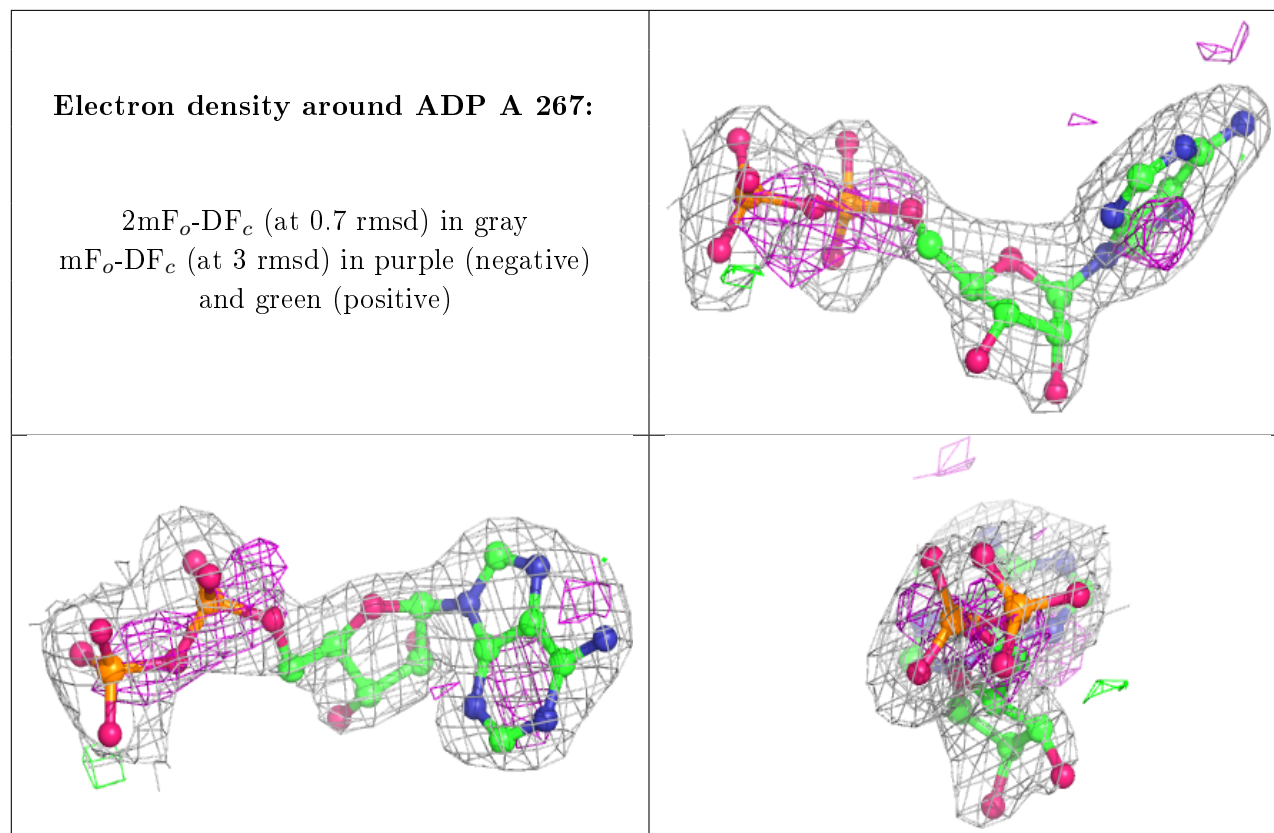 Electron density around ADP A 267:
2mFₒ-DF𝒸 (at 0.7 rmsd) in gray
mFₒ-DF𝒸 (at 3 rmsd) in purple (negative)
and green (positive)